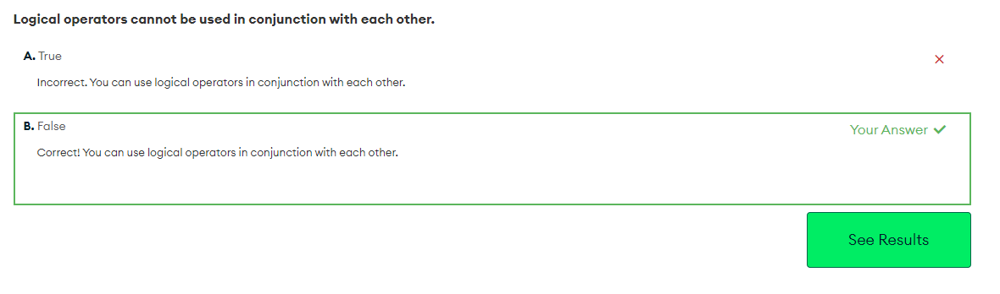 Logical operators cannot be used in conjunction with each other.
A. True
Incorrect. You can use logical operators in conjunction with each other.
B. False
Your Answer
Correct! You can use logical operators in conjunction with each other.
See Results